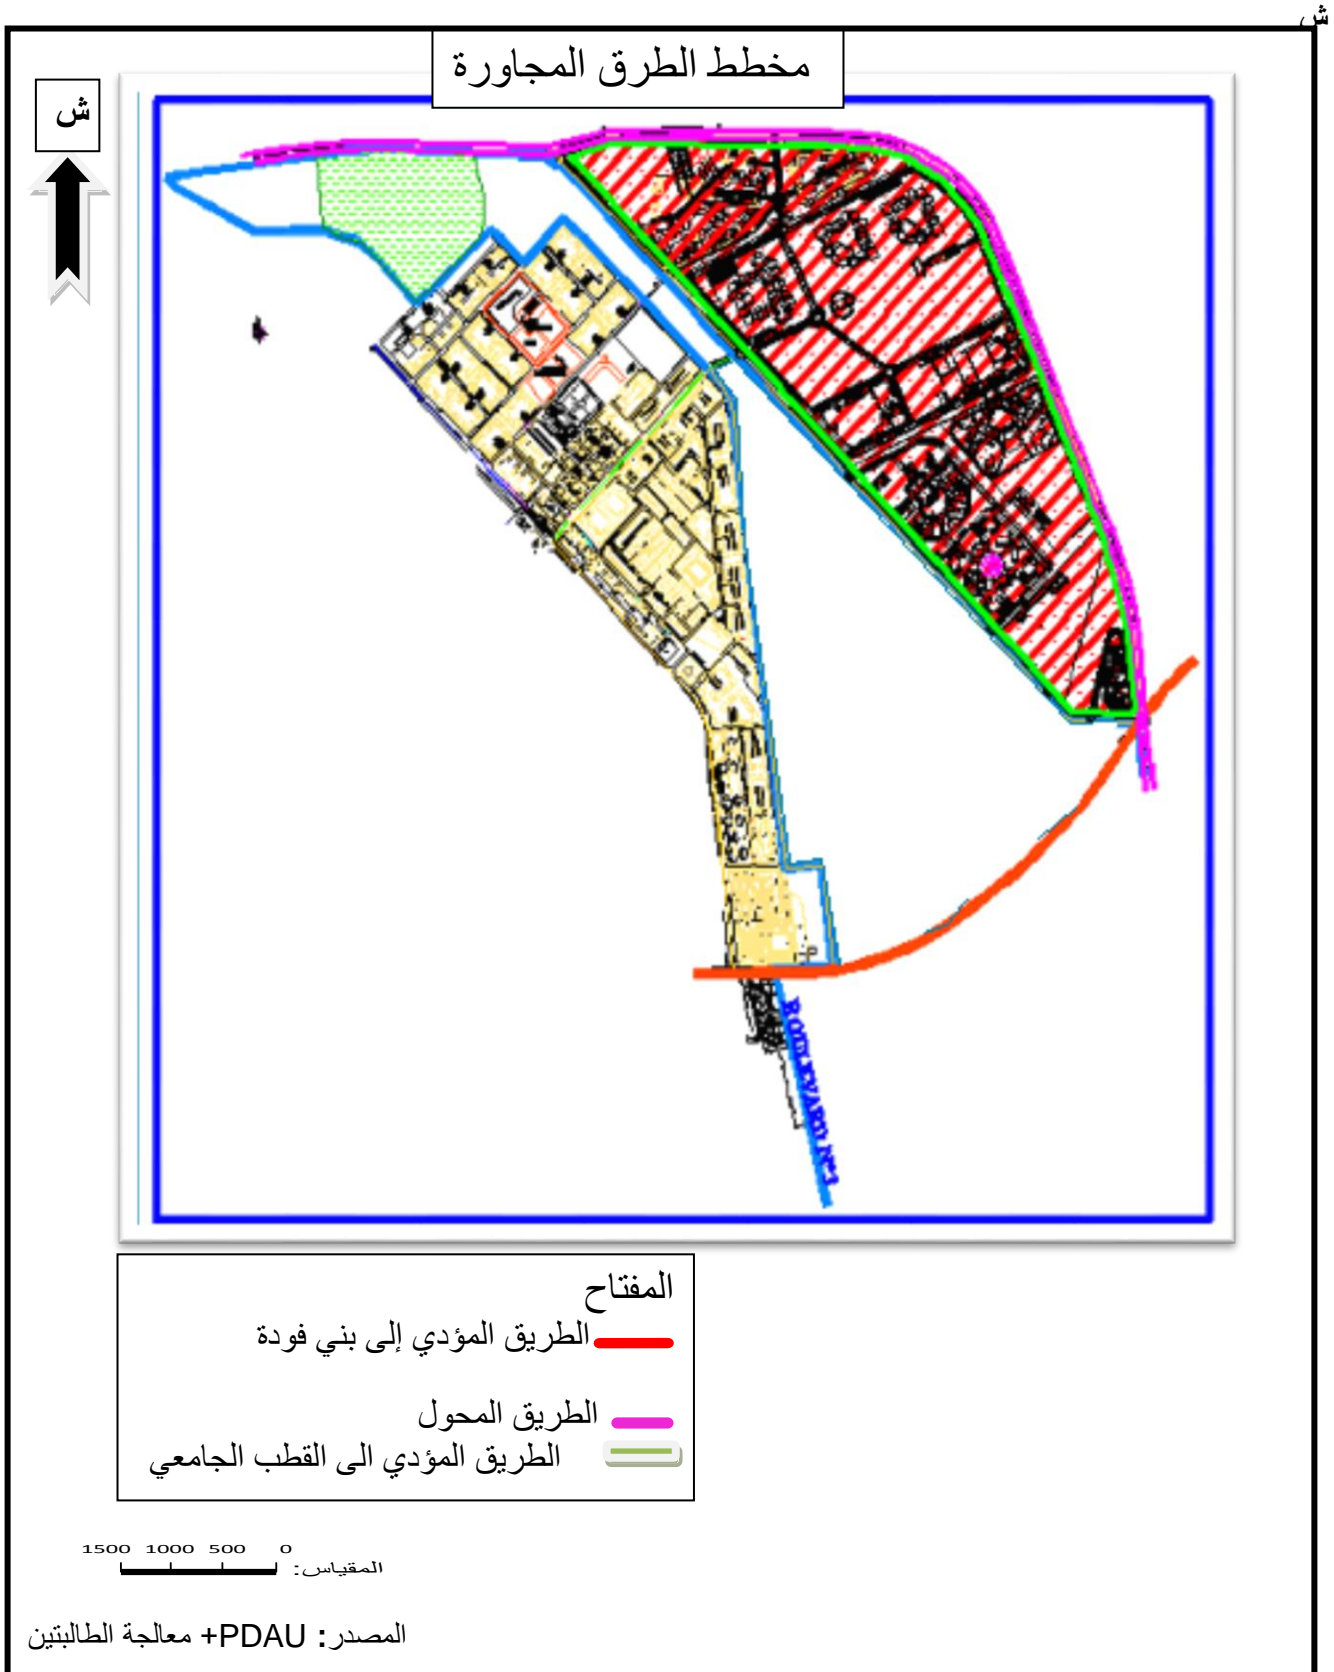 ش
مخطط الطرق المجاورة
ش
BOULEVARD N°1
المفتاح
الطريق المؤدي إلى بني فودة
الطريق المحول
الطريق المؤدي الى القطب الجامعي
1500 1000 500 0
المقياس:
المصدر: PDAU+ معالجة الطالبتين